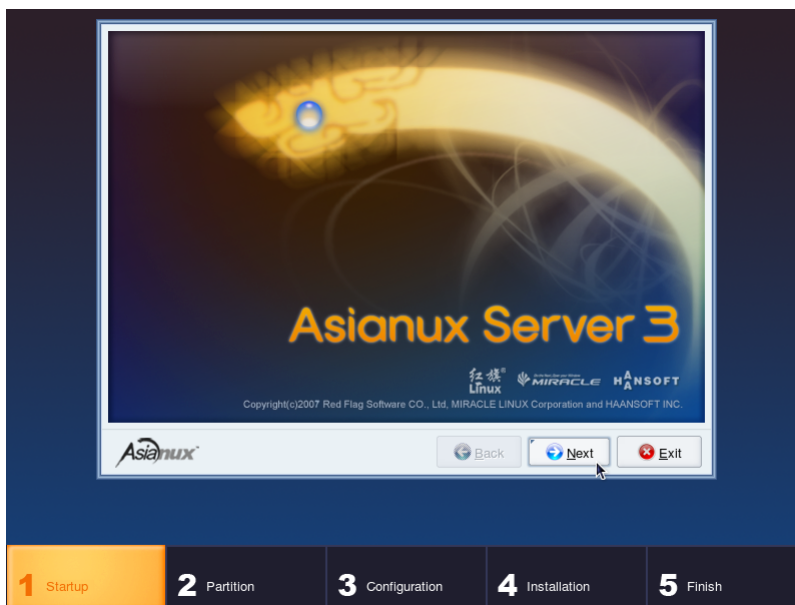 Asianux Server 3
红旗®
Linux
MIRACLE
HANSOFT
Copyright(c)2007 Red Flag Software CO., Ltd, MIRACLE LINUX Corporation and HAANSOFT INC.
Asianux
Back
Next
Exit
1 Startup
2 Partition
3 Configuration
4 Installation
5 Finish